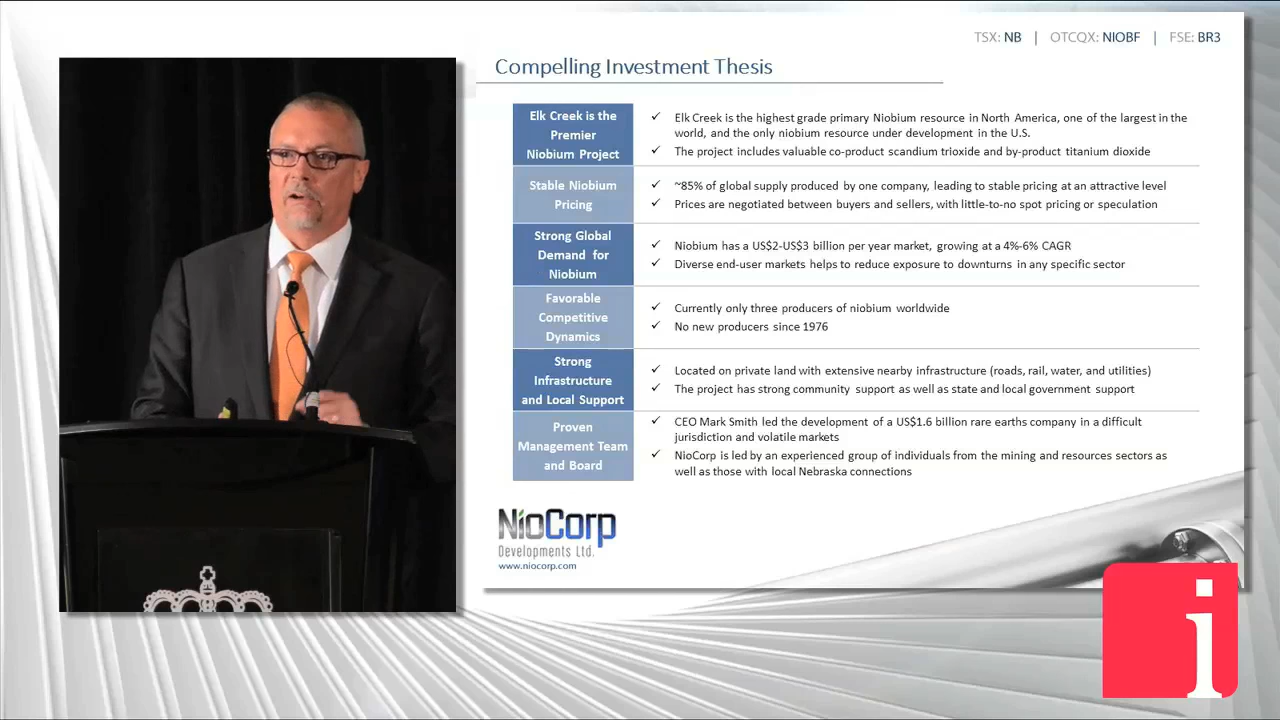 TSX: NB | OTCQX: NIOBF | FSE: BR3
Compelling Investment Thesis
Elk Creek is the
Premier
Niobium Project
✓ Elk Creek is the highest grade primary Niobium resource in North America, one of the largest in the
world, and the only niobium resource under development in the U.S.
✓ The project includes valuable co-product scandium trioxide and by-product titanium dioxide
Stable Niobium
Pricing
✓ ~85% of global supply produced by one company, leading to stable pricing at an attractive level
✓ Prices are negotiated between buyers and sellers, with little-to-no spot pricing or speculation
Strong Global
Demand for
Niobium
✓ Niobium has a US$2-US$3 billion per year market, growing at a 4%-6% CAGR
✓ Diverse end-user markets helps to reduce exposure to downturns in any specific sector
Favorable
Competitive
Dynamics
✓ Currently only three producers of niobium worldwide
✓ No new producers since 1976
Strong
Infrastructure
and Local Support
✓ Located on private land with extensive nearby infrastructure (roads, rail, water, and utilities)
✓ The project has strong community support as well as state and local government support
Proven
Management Team
and Board
✓ CEO Mark Smith led the development of a US$1.6 billion rare earths company in a difficult
jurisdiction and volatile markets
✓ NioCorp is led by an experienced group of individuals from the mining and resources sectors as
well as those with local Nebraska connections
NioCorp
Developments Ltd.
www.niocorp.com
i